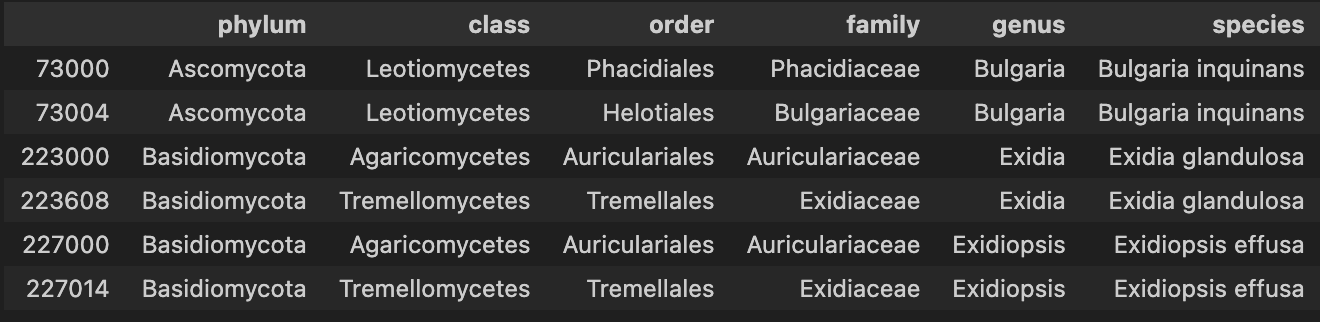 phylum class order family genus species
73000 Ascomycota Leotiomycetes Phacidiales Phacidiaceae Bulgaria Bulgaria inquinans
73004 Ascomycota Leotiomycetes Helotiales Bulgariaceae Bulgaria Bulgaria inquinans
223000 Basidiomycota Agaricomycetes Auriculariales Auriculariaceae Exidia Exidia glandulosa
223608 Basidiomycota Tremellomycetes Tremellales Exidiaceae Exidia Exidia glandulosa
227000 Basidiomycota Agaricomycetes Auriculariales Auriculariaceae Exidiopsis Exidiopsis effusa
227014 Basidiomycota Tremellomycetes Tremellales Exidiaceae Exidiopsis Exidiopsis effusa